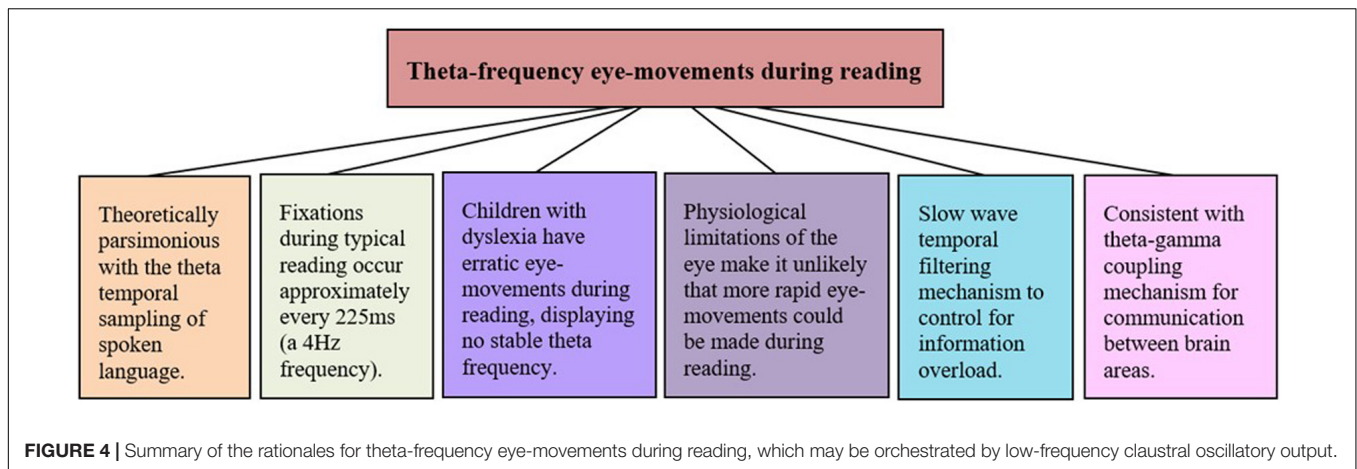 Theta-frequency eye-movements during reading
Theoretically
parsimonious
with the theta
temporal
sampling of
spoken
language.
Fixations
during typical
reading occur
approximately
every 225ms
(a 4Hz
frequency).
Children with
dyslexia have
erratic eye-
movements during
reading, displaying
no stable theta
frequency.
Physiological
limitations of the
eye make it unlikely
that more rapid eye-
movements could
be made during
reading.
Slow wave
temporal
filtering
mechanism to
control for
information
overload.
Consistent with
theta-gamma
coupling
mechanism for
communication
between brain
areas.
FIGURE 4 | Summary of the rationales for theta-frequency eye-movements during reading, which may be orchestrated by low-frequency claustral oscillatory output.